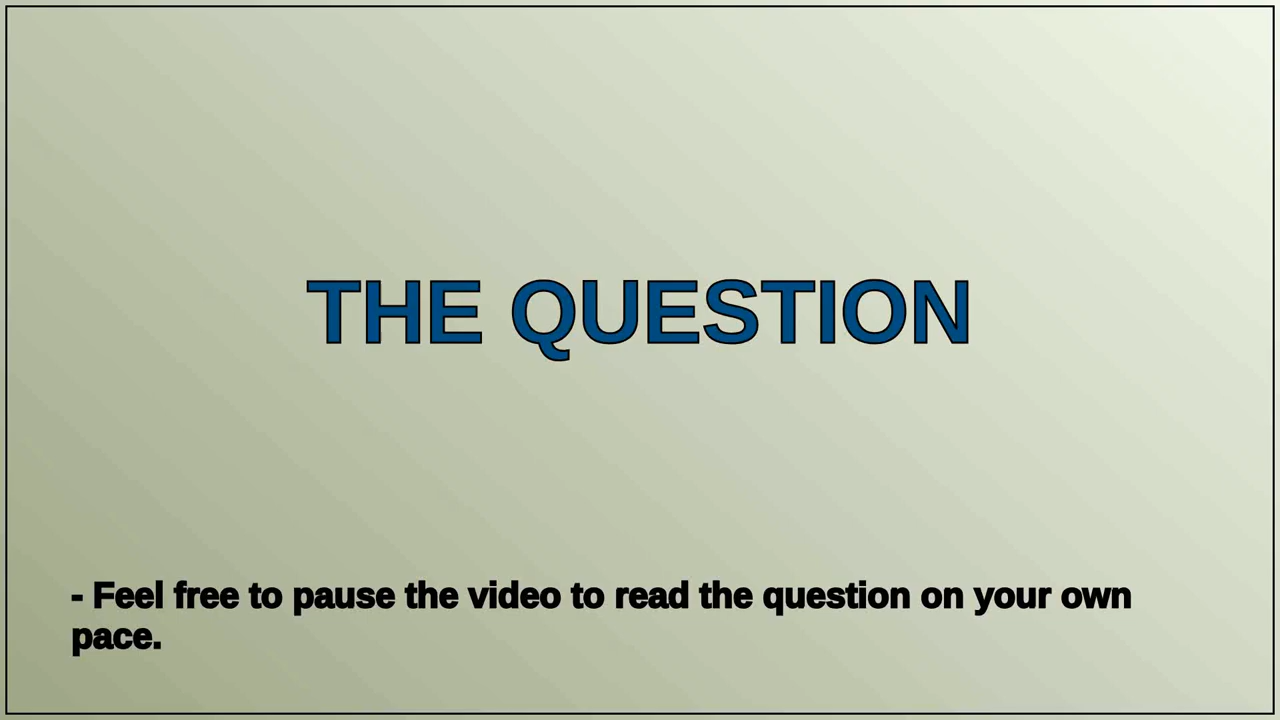 THE QUESTION
- Feel free to pause the video to read the question on your own
pace.